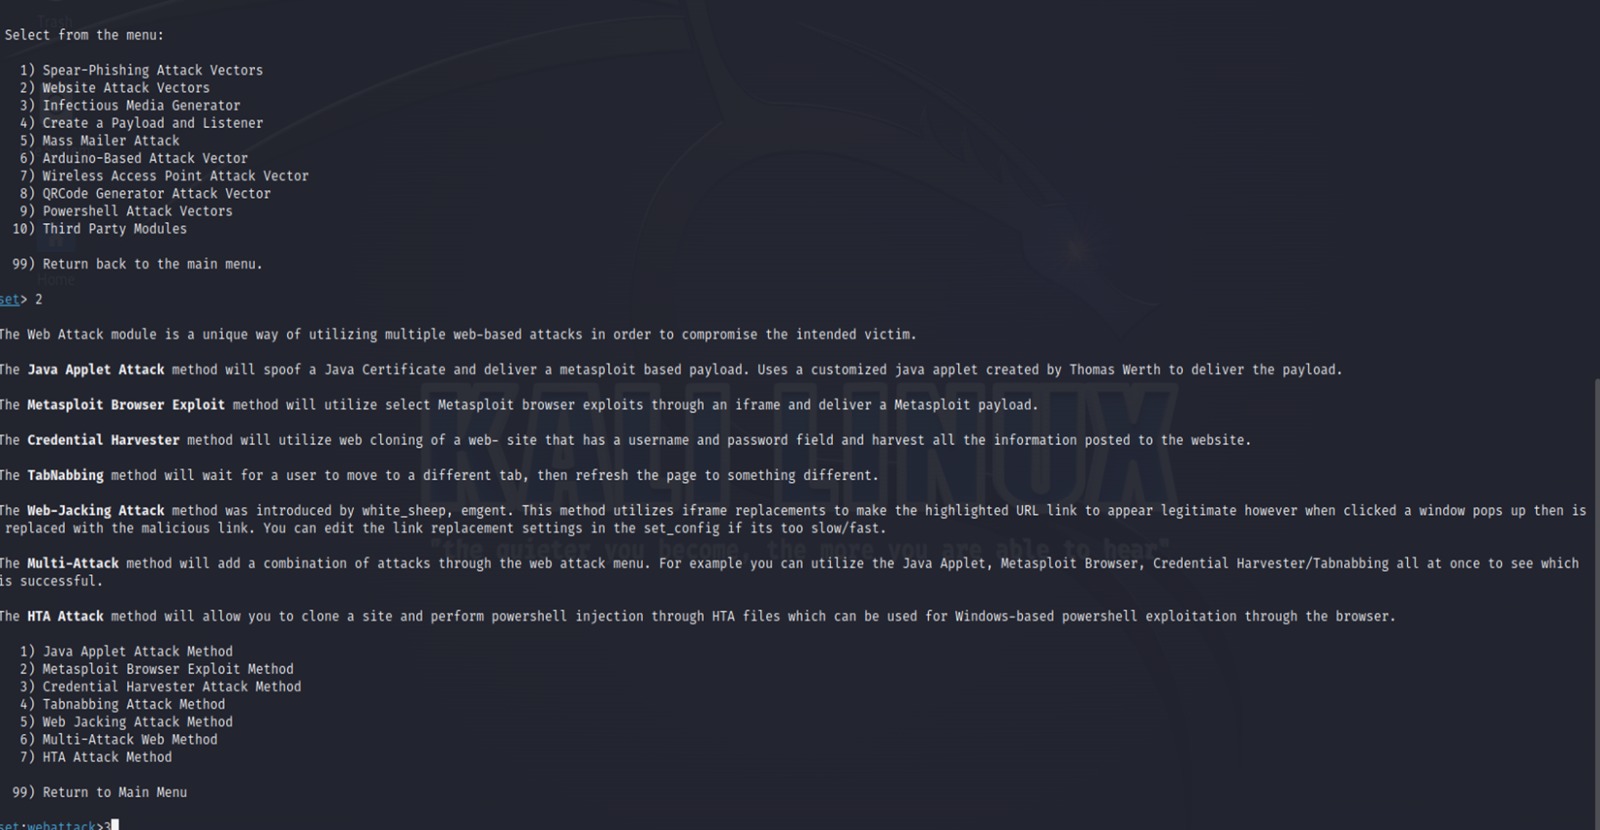 Trash
Select from the menu:
1) Spear-Phishing Attack Vectors
2) Website Attack Vectors
3) Infectious Media Generator
4) Create a Payload and Listener
5) Mass Mailer Attack
6) Arduino-Based Attack Vector
7) Wireless Access Point Attack Vector
8) QRCode Generator Attack Vector
9) Powershell Attack Vectors
10) Third Party Modules
99) Return back to the main menu.
Home
set> 2
The Web Attack module is a unique way of utilizing multiple web-based attacks in order to compromise the intended victim.
The Java Applet Attack method will spoof a Java Certificate and deliver a metasploit based payload. Uses a customized java applet created by Thomas Werth to deliver the payload.
The Metasploit Browser Exploit method will utilize select Metasploit browser exploits through an iframe and deliver a Metasploit payload.
The Credential Harvester method will utilize web cloning of a web- site that has a username and password field and harvest all the information posted to the website.
The TabNabbing method will wait for a user to move to a different tab, then refresh the page to something different.
KALI LINUX
The Web-Jacking Attack method was introduced by white_sheep, emgent. This method utilizes iframe replacements to make the highlighted URL link to appear legitimate however when clicked a window pops up then is
replaced with the malicious link. You can edit the link replacement settings in the set_config if its too slow/fast.
"the quieter you become, the more you are able to hear"
The Multi-Attack method will add a combination of attacks through the web attack menu. For example you can utilize the Java Applet, Metasploit Browser, Credential Harvester/Tabnabbing all at once to see which
is successful.
The HTA Attack method will allow you to clone a site and perform powershell injection through HTA files which can be used for Windows-based powershell exploitation through the browser.
1) Java Applet Attack Method
2) Metasploit Browser Exploit Method
3) Credential Harvester Attack Method
4) Tabnabbing Attack Method
5) Web Jacking Attack Method
6) Multi-Attack Web Method
7) HTA Attack Method
99) Return to Main Menu
set:webattack>3